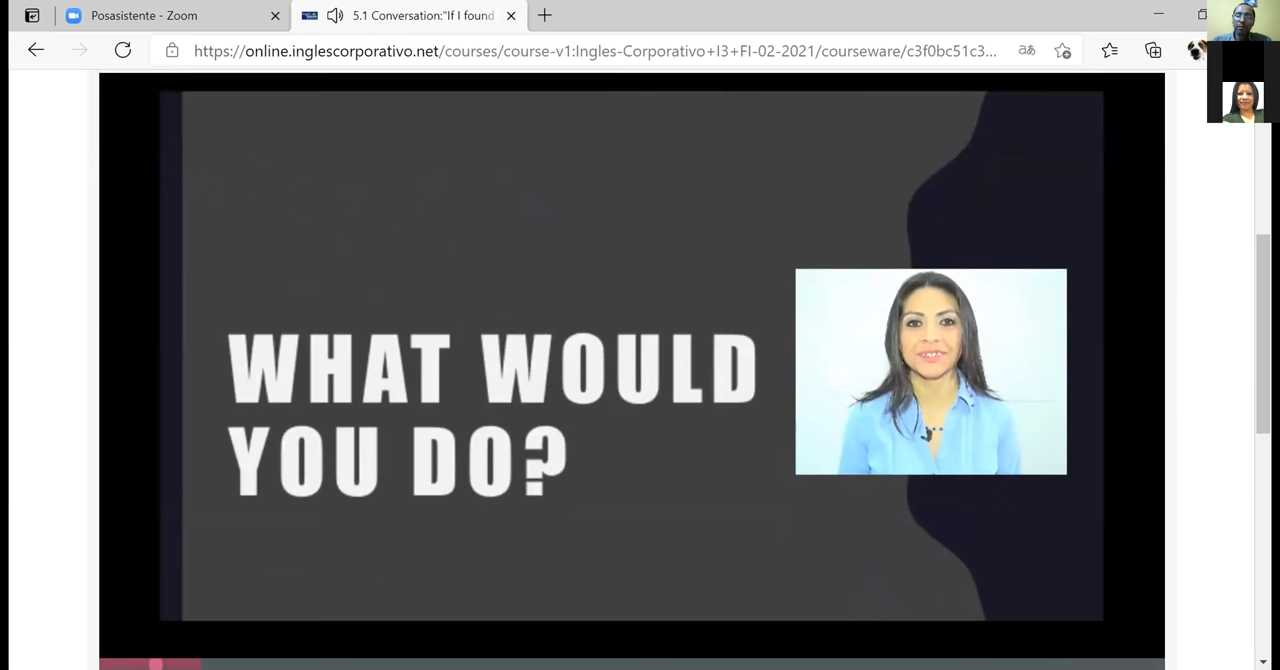 Posasistente - Zoom
5.1 Conversation:"If I found
https://online.inglescorporativo.net/courses/course-v1:Ingles-Corporativo+I3+FI-02-2021/courseware/c3f0bc51c3...
WHAT WOULD
YOU DO?